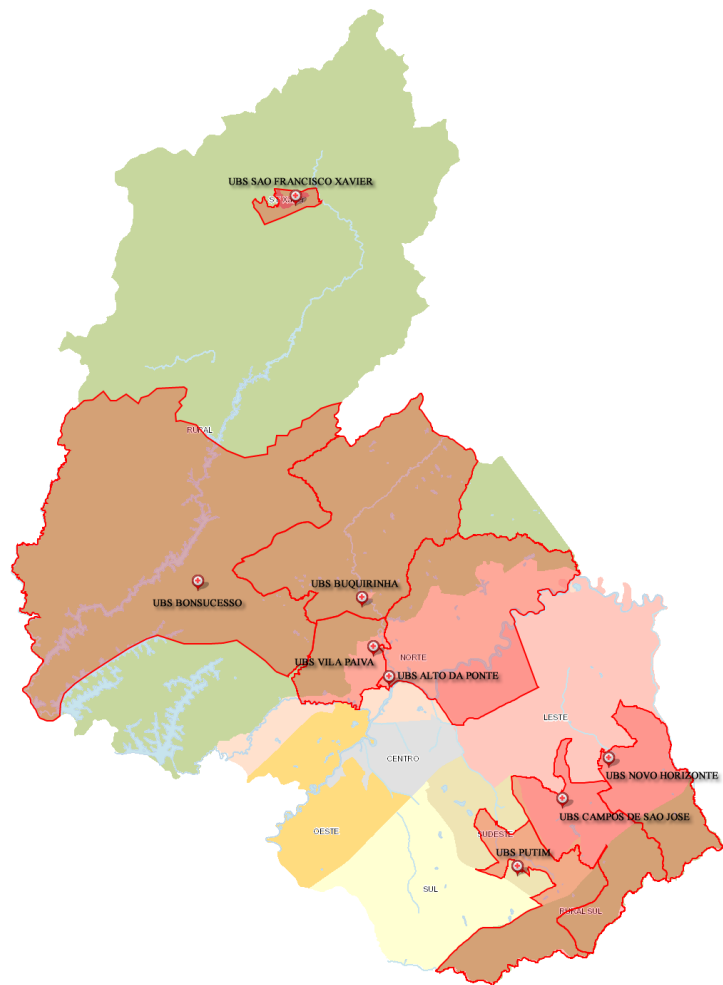 UBS SAO FRANCISCO XAVIER
RURAL
UBS BUQUIRINHA
UBS BONSUCESSO
UBS VILA PAIVA
NORTE
UBS ALTO DA PONTE
LESTE
CENTRO
UBS NOVO HORIZONTE
UBS CAMPOS DE SAO JOSE
OESTE
SUDESTE
UBS PUTIM
SUL
RURAL SUL